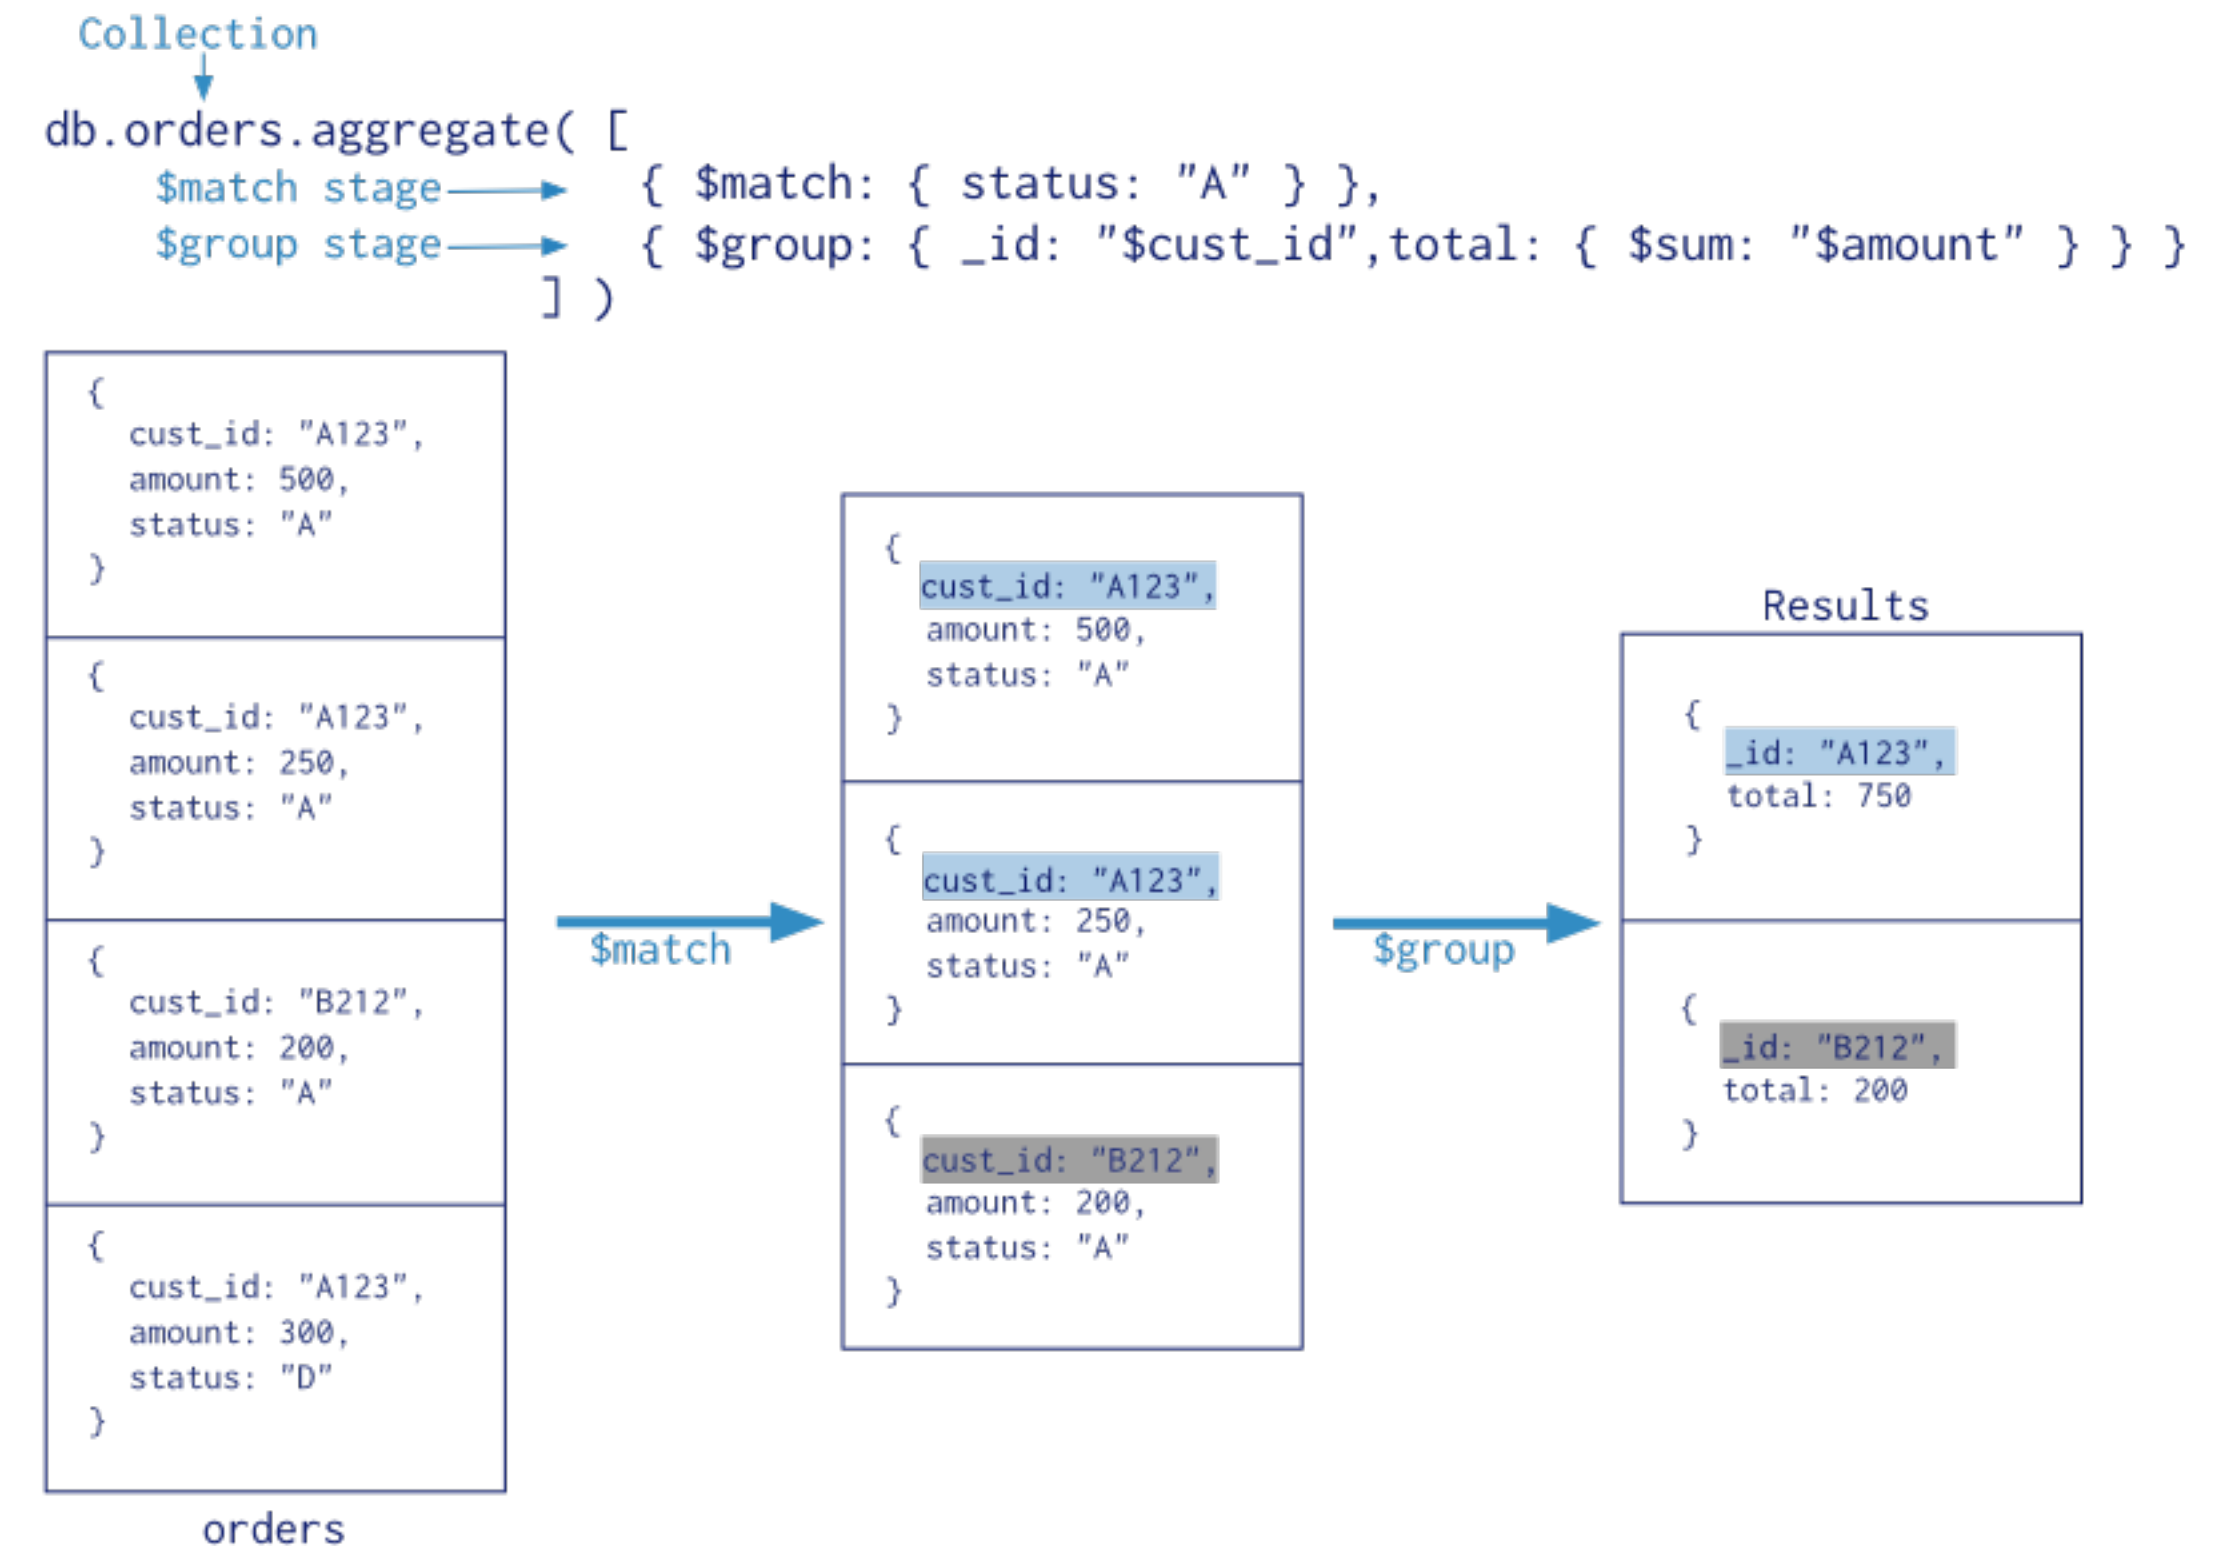 Collection
db.orders.aggregate( [
$match stage { $match: { status: "A" } },
$group stage { $group: { _id: "$cust_id",total: { $sum: "$amount" } } }
] )
{
cust_id: "A123",
amount: 500,
status: "A"
}
{
cust_id: "A123",
amount: 250,
status: "A"
}
{
cust_id: "B212",
amount: 200,
status: "A"
}
{
cust_id: "A123",
amount: 300,
status: "D"
}
orders
$match
{
cust_id: "A123",
amount: 500,
status: "A"
}
{
cust_id: "A123",
amount: 250,
status: "A"
}
{
cust_id: "B212",
amount: 200,
status: "A"
}
$group
Results
{
_id: "A123",
total: 750
}
{
_id: "B212",
total: 200
}